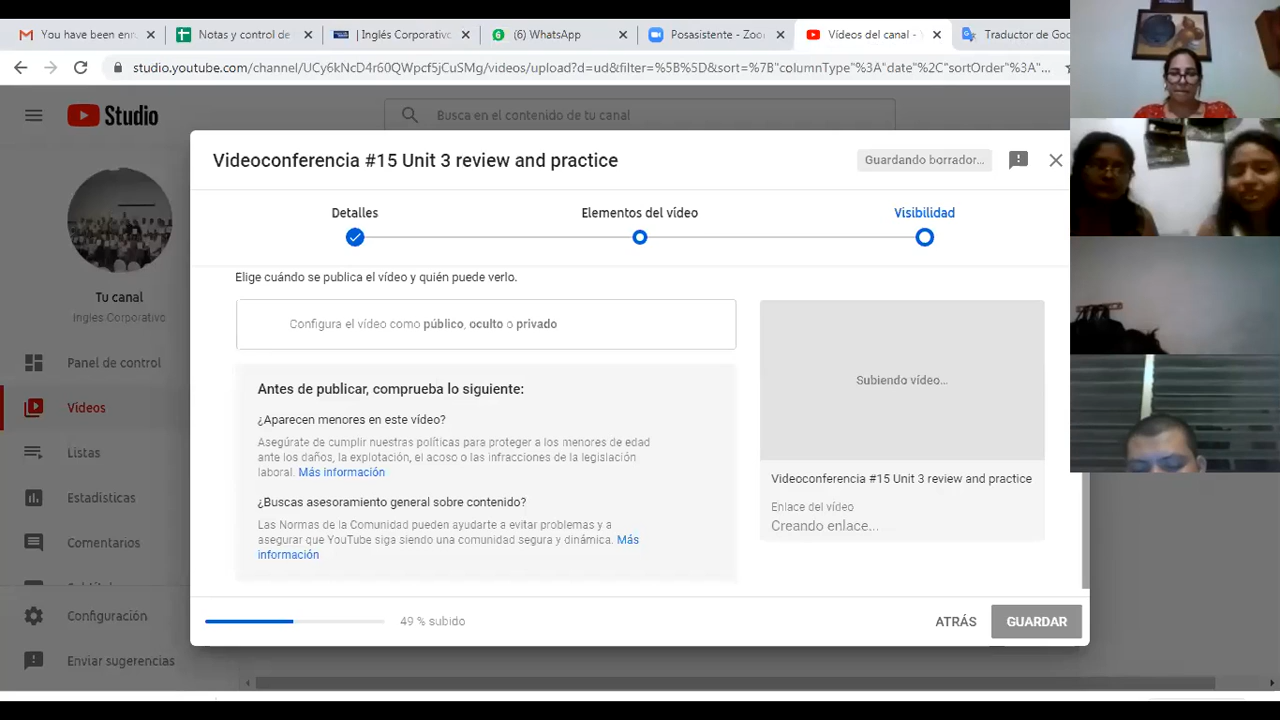 You have been enr
Notas y control de
| Inglés Corporativo
(6) WhatsApp
Posasistente - Zoo
Vídeos del canal - Y
Traductor de Goo
studio.youtube.com/channel/UCy6kNcD4r60QWpcf5jCuSMg/videos/upload?d=ud&filter=%5B%5D&sort=%7B"columnType"%3A"date"%2C"sortOrder"%3A"...
Studio
Busca en el contenido de tu canal
Videoconferencia #15 Unit 3 review and practice
Guardando borrador...
Detalles
Elementos del vídeo
Visibilidad
Tu canal
Ingles Corporativo
Panel de control
Vídeos
Listas
Estadísticas
Comentarios
Configuración
Enviar sugerencias
Elige cuándo se publica el vídeo y quién puede verlo.
Configura el vídeo como público, oculto o privado
Antes de publicar, comprueba lo siguiente:
¿Aparecen menores en este vídeo?
Asegúrate de cumplir nuestras políticas para proteger a los menores de edad
ante los daños, la explotación, el acoso o las infracciones de la legislación
laboral. Más información
¿Buscas asesoramiento general sobre contenido?
Las Normas de la Comunidad pueden ayudarte a evitar problemas y a
asegurar que YouTube siga siendo una comunidad segura y dinámica. Más
información
Subiendo vídeo...
Videoconferencia #15 Unit 3 review and practice
Enlace del vídeo
Creando enlace...
49 % subido
ATRÁS
GUARDAR